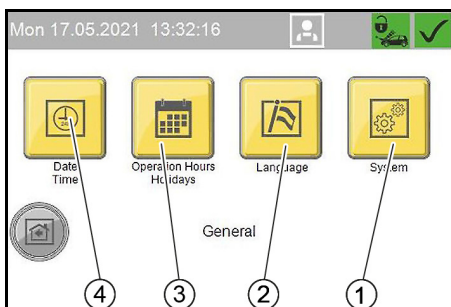 Mon 17.05.2021 13:32:16
24h
Date
Time
Operation Hours
Holidays
Language
System
General
4
3
2
1